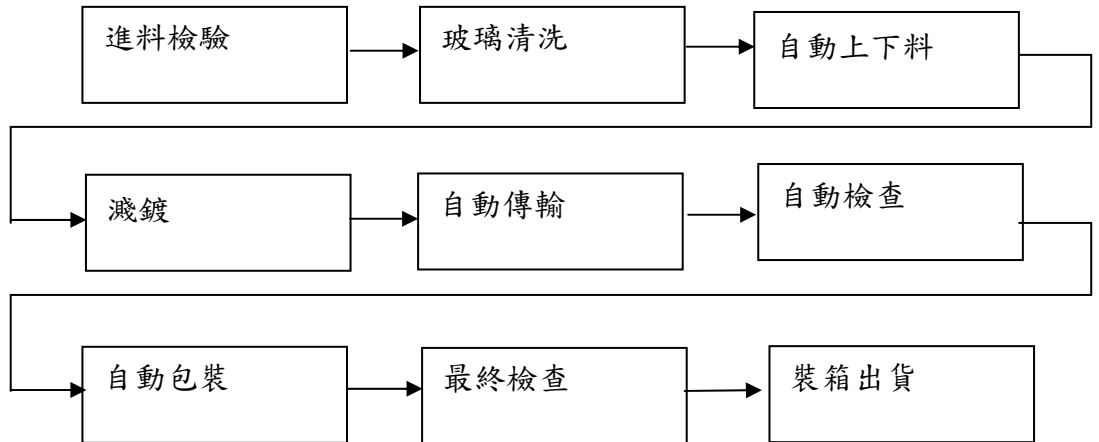 進料檢驗
玻璃清洗
自動上下料
濺鍍
自動傳輸
自動檢查
自動包裝
最終檢查
裝箱出貨